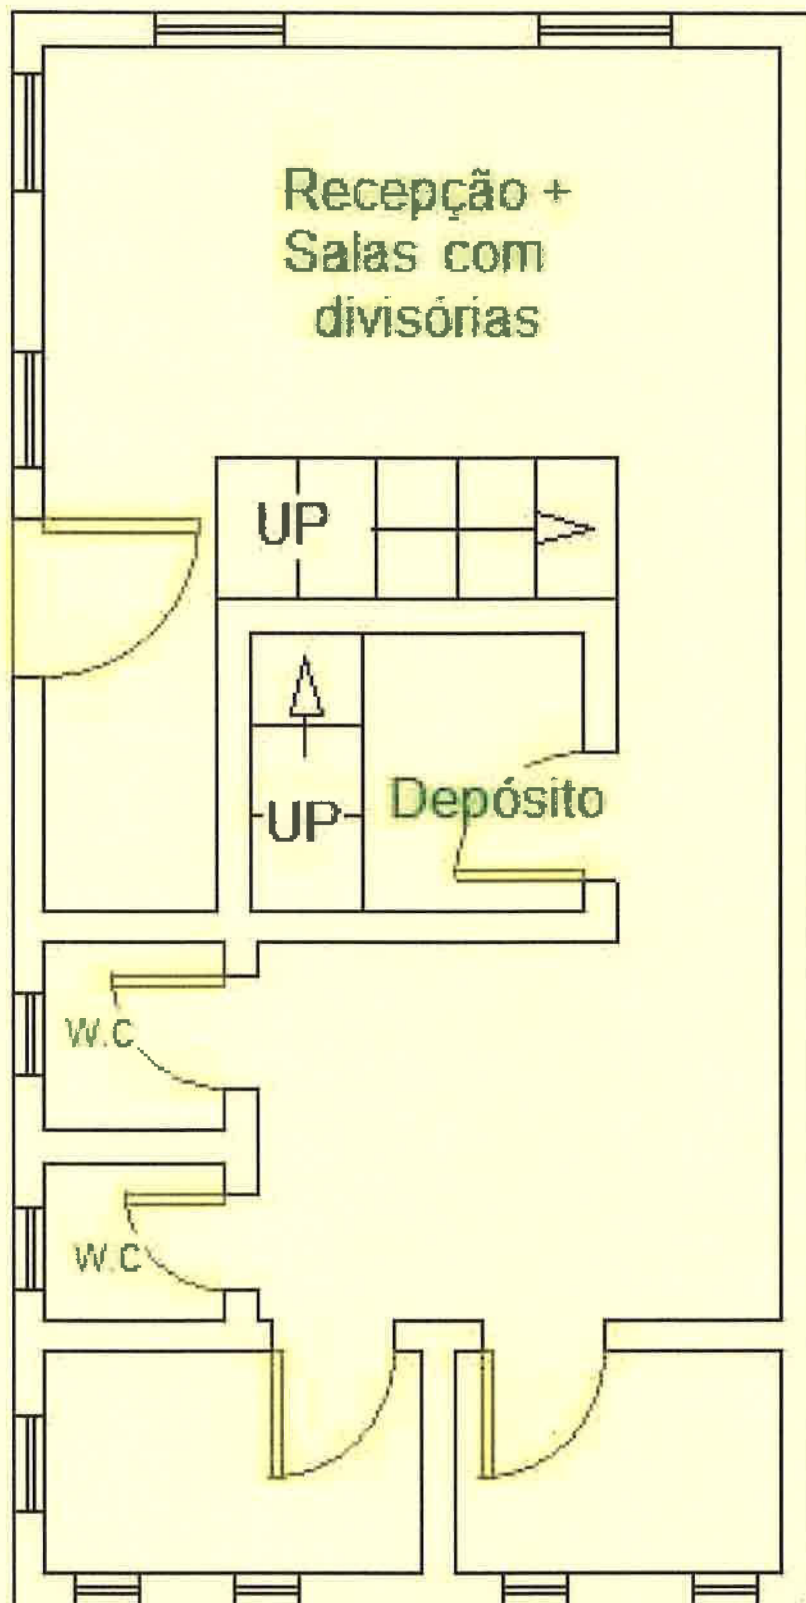 Recepção +
Salas com
divisórias
UP
Depósito
UP
W.C
W.C